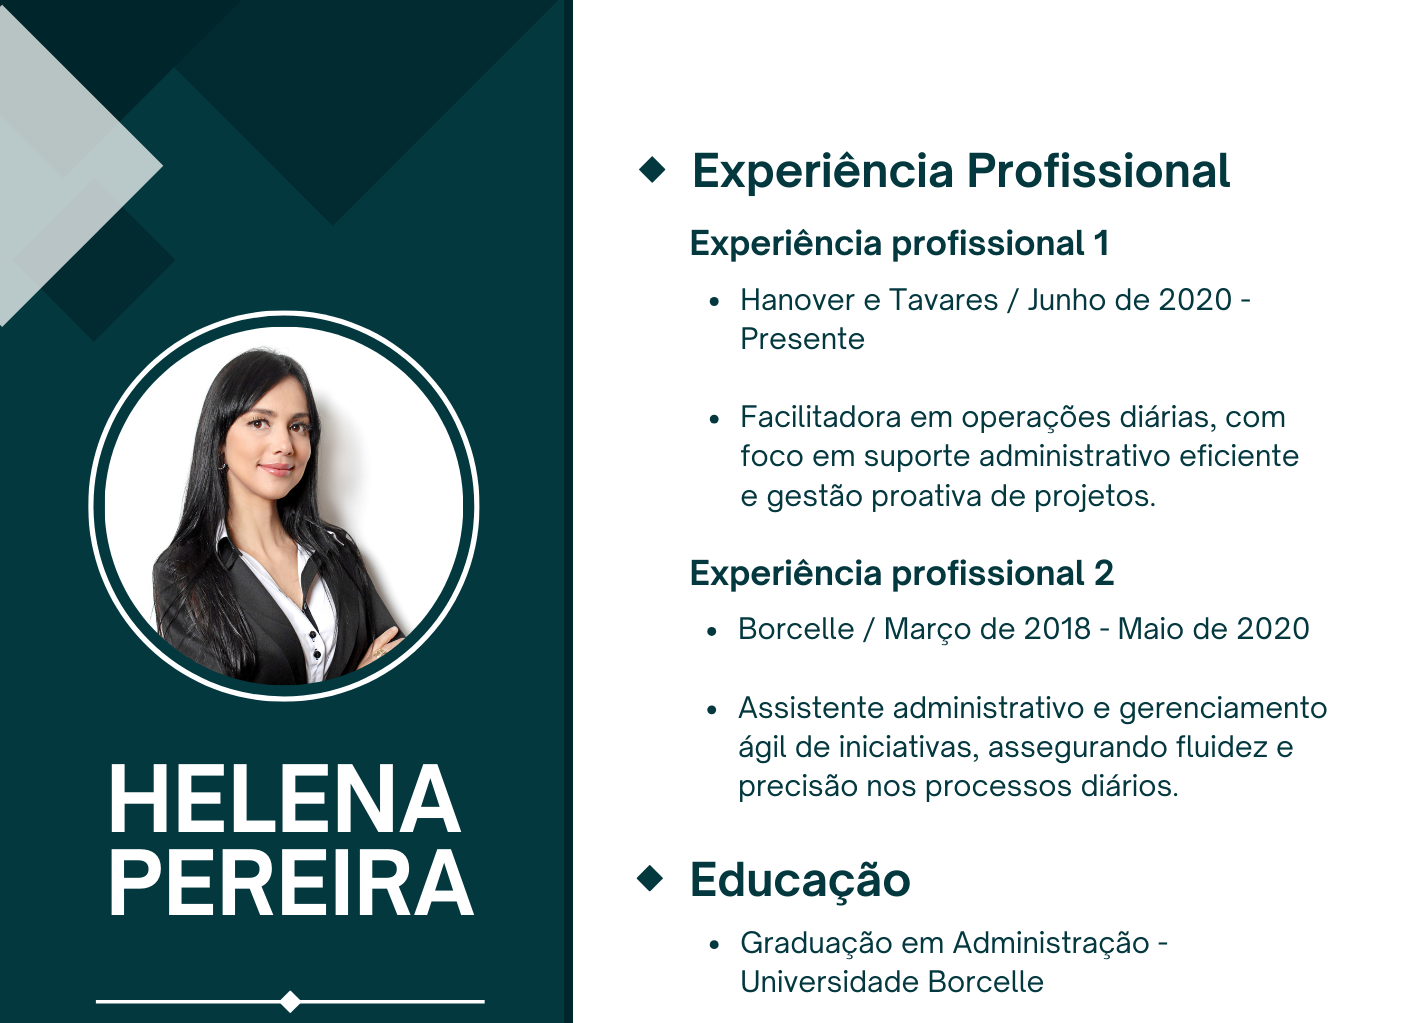 HELENA
PEREIRA
Experiência Profissional
Experiência profissional 1
Hanover e Tavares / Junho de 2020 -
Presente
Facilitadora em operações diárias, com
foco em suporte administrativo eficiente
e gestão proativa de projetos.
Experiência profissional 2
Borcelle / Março de 2018 - Maio de 2020
Assistente administrativo e gerenciamento
ágil de iniciativas, assegurando fluidez e
precisão nos processos diários.
Educação
Graduação em Administração -
Universidade Borcelle